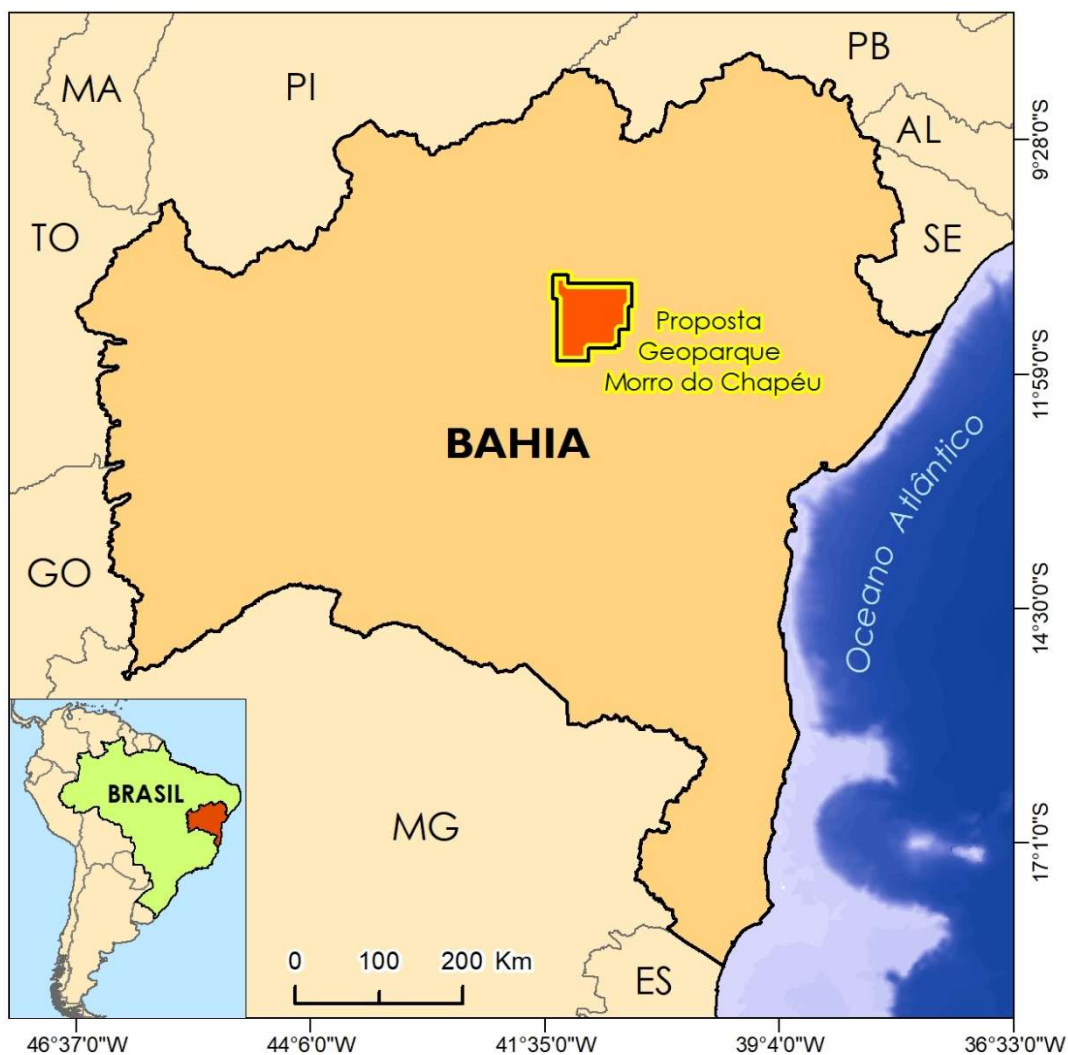 PB
MA
PI
AL
9°28'0"S
TO
SE
Proposta
Geoparque
Morro do Chapéu
11°59'0"S
BAHIA
Oceano Atlântico
GO
14°30'0"S
BRASIL
MG
17°1'0"S
0 100 200 Km
ES
46°37'0"W 44°6'0"W 41°35'0"W 39°4'0"W 36°33'0"W